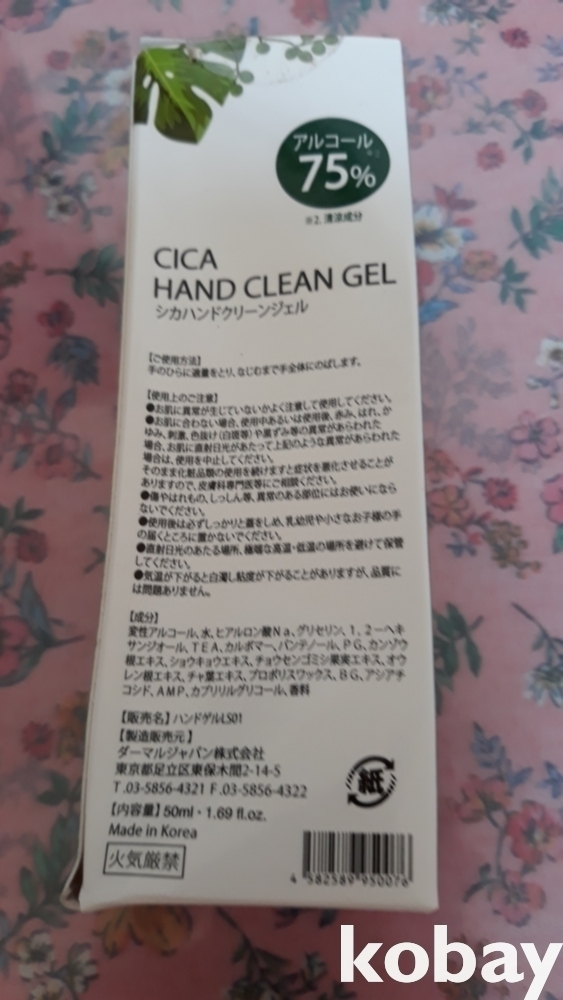 アルコール
75%
※2
※2. 清涼成分
CICA
HAND CLEAN GEL
シカハンドクリーンジェル
【ご使用方法】
手のひらに適量をとり、なじむまで手全体にのばします。
【使用上のご注意】
●お肌に異常が生じていないかよく注意して使用してください。
●お肌に合わない場合、使用中あるいは使用後、赤み、はれ、か
ゆみ、刺激、色抜け(白斑等)や黒ずみ等の異常があらわれた
場合、お肌に直射日光があたって上記のような異常があらわれた
場合は、使用を中止してください。
そのまま化粧品類の使用を続けますと症状を悪化させることが
ありますので、皮膚科専門医等にご相談ください。
●傷やはれもの、しっしん等、異常のある部位にはお使いになら
ないでください。
●使用後は必ずしっかりと蓋をしめ、乳幼児や小さなお子様の手
の届くところに置かないでください。
●直射日光のあたる場所、極端な高温・低温の場所を避けて保管
してください。
●気温が下がると白濁し粘度が下がることがありますが、品質に
は問題ありません。
【成分】
変性アルコール、水、ヒアルロン酸Na、グリセリン、1,2-ヘキ
サンジオール、TEA、カルボマー、パンテノール、PG、カンゾウ
根エキス、ショウキョウエキス、チョウセンゴミシ果実エキス、オウ
レン根エキス、チャ葉エキス、プロポリスワックス、BG、アシアチ
コシド、AMP、カプリリルグリコール、香料
【販売名】ハンドゲルLS01
【製造販売元】
ダーマルジャパン株式会社
東京都足立区東保木間2-14-5
T.03-5856-4321 F.03-5856-4322
【内容量】50ml・1.69 fl.oz.
Made in Korea
紙
火気厳禁
4 582589 950076
kobay